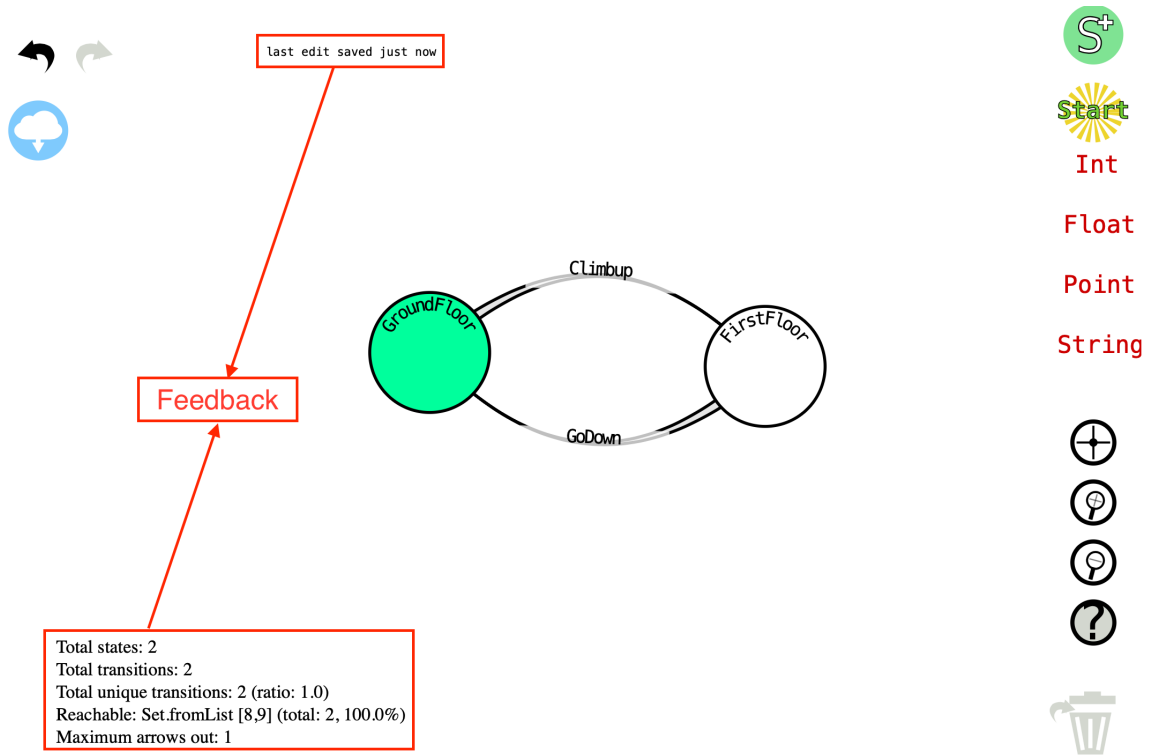 last edit saved just now
S+
Start
Int
Float
Point
String
Climbup
GroundFloor
FirstFloor
Feedback
GoDown
?
Total states: 2
Total transitions: 2
Total unique transitions: 2 (ratio: 1.0)
Reachable: Set.fromList [8,9] (total: 2, 100.0%)
Maximum arrows out: 1